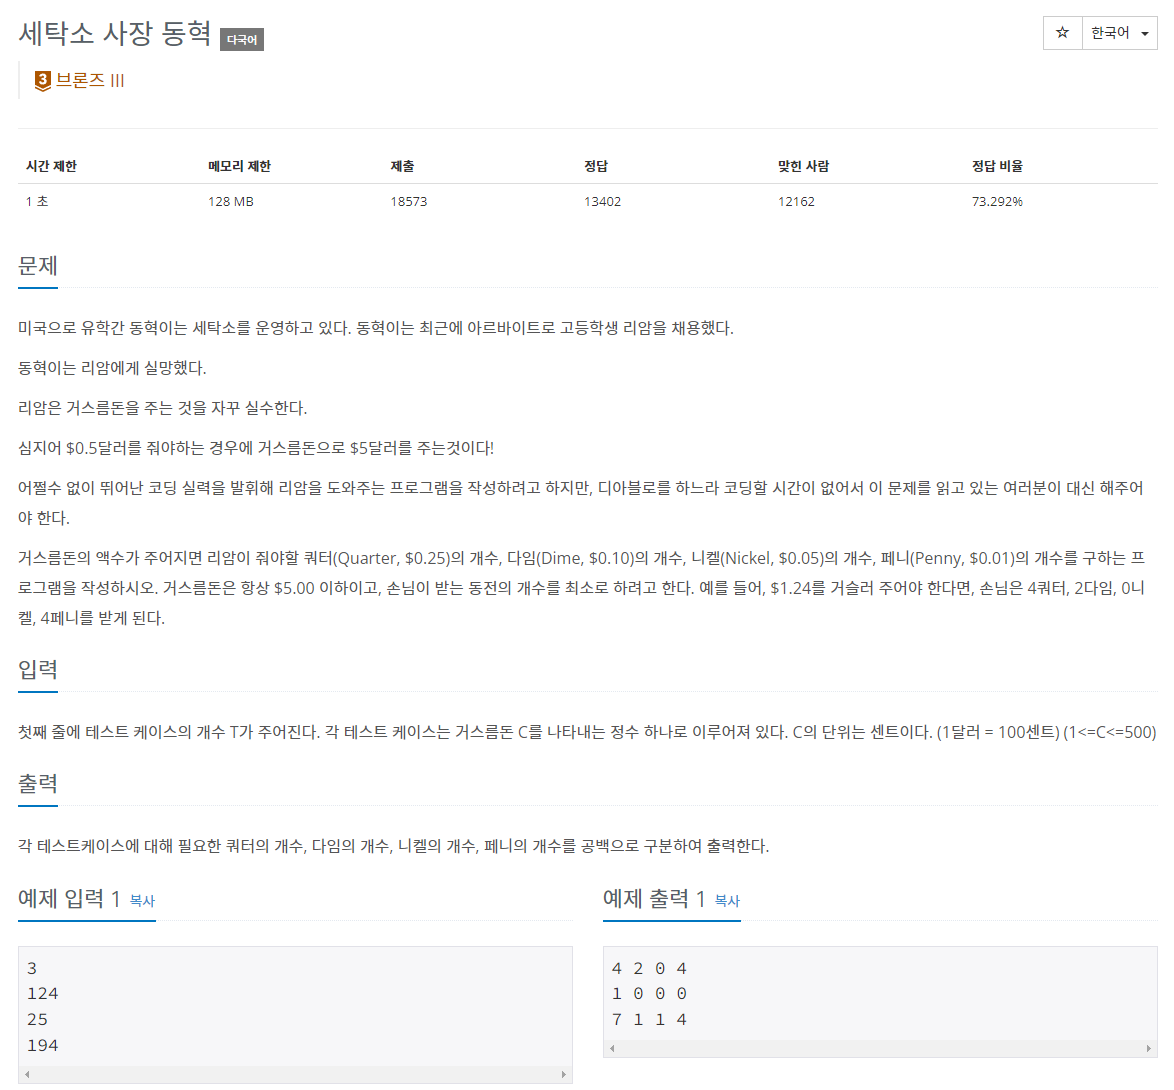 세탁소 사장 동혁 다국어
☆ 한국어
3 브론즈 III
시간 제한 메모리 제한 제출 정답 맞힌 사람 정답 비율
1 초 128 MB 18573 13402 12162 73.292%
문제
미국으로 유학간 동혁이는 세탁소를 운영하고 있다. 동혁이는 최근에 아르바이트로 고등학생 리암을 채용했다.
동혁이는 리암에게 실망했다.
리암은 거스름돈을 주는 것을 자꾸 실수한다.
심지어 $0.5달러를 줘야하는 경우에 거스름돈으로 $5달러를 주는것이다!
어쩔수 없이 뛰어난 코딩 실력을 발휘해 리암을 도와주는 프로그램을 작성하려고 하지만, 디아블로를 하느라 코딩할 시간이 없어서 이 문제를 읽고 있는 여러분이 대신 해주어
야 한다.
거스름돈의 액수가 주어지면 리암이 줘야할 쿼터(Quarter, $0.25)의 개수, 다임(Dime, $0.10)의 개수, 니켈(Nickel, $0.05)의 개수, 페니(Penny, $0.01)의 개수를 구하는 프
로그램을 작성하시오. 거스름돈은 항상 $5.00 이하이고, 손님이 받는 동전의 개수를 최소로 하려고 한다. 예를 들어, $1.24를 거슬러 주어야 한다면, 손님은 4쿼터, 2다임, 0니
켈, 4페니를 받게 된다.
입력
첫째 줄에 테스트 케이스의 개수 T가 주어진다. 각 테스트 케이스는 거스름돈 C를 나타내는 정수 하나로 이루어져 있다. C의 단위는 센트이다. (1달러 = 100센트) (1<=C<=500)
출력
각 테스트케이스에 대해 필요한 쿼터의 개수, 다임의 개수, 니켈의 개수, 페니의 개수를 공백으로 구분하여 출력한다.
예제 입력 1 복사
3
124
25
194
예제 출력 1 복사
4 2 0 4
1 0 0 0
7 1 1 4